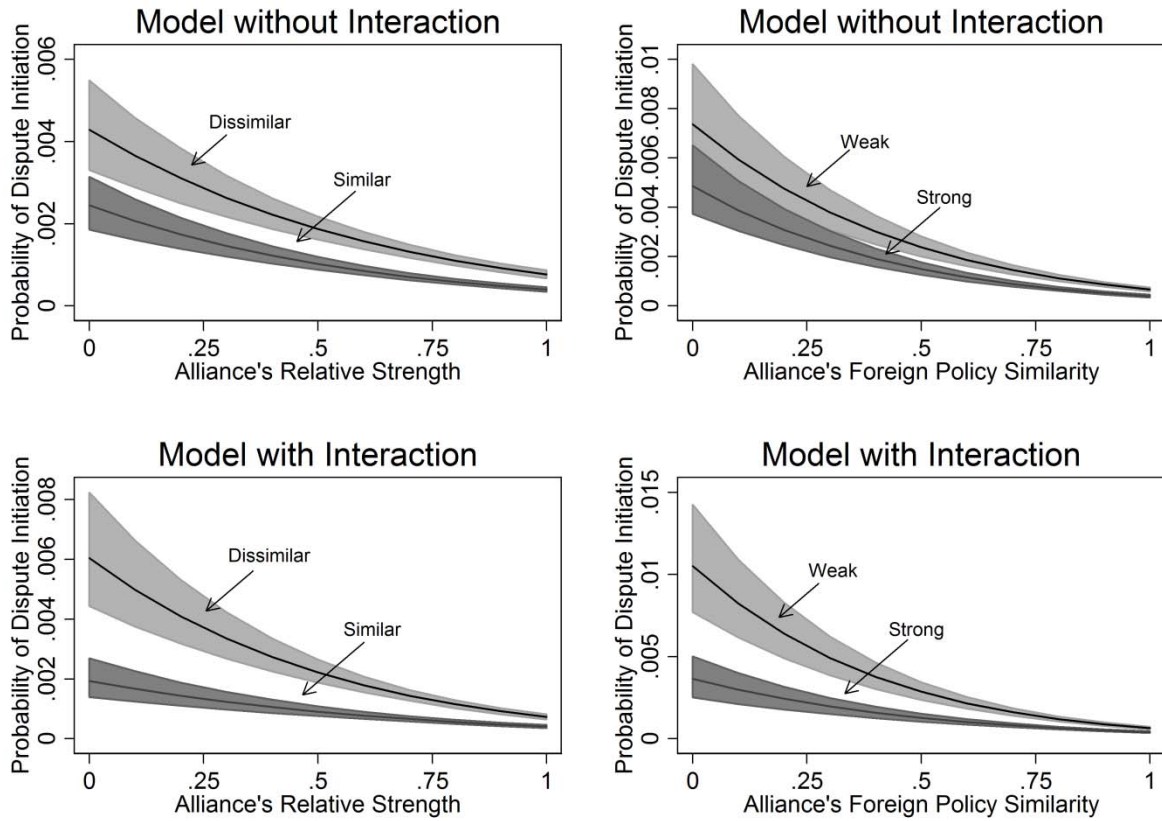 Model without Interaction
Probability of Dispute Initiation
0 .002 .004 .006
Dissimilar
Similar
0 .25 .5 .75 1
Alliance's Relative Strength
Model without Interaction
Probability of Dispute Initiation
0 .002 .004 .006 .008 .01
Weak
Strong
0 .25 .5 .75 1
Alliance's Foreign Policy Similarity
Model with Interaction
Probability of Dispute Initiation
0 .002 .004 .006 .008
Dissimilar
Similar
0 .25 .5 .75 1
Alliance's Relative Strength
Model with Interaction
Probability of Dispute Initiation
0 .005 .01 .015
Weak
Strong
0 .25 .5 .75 1
Alliance's Foreign Policy Similarity